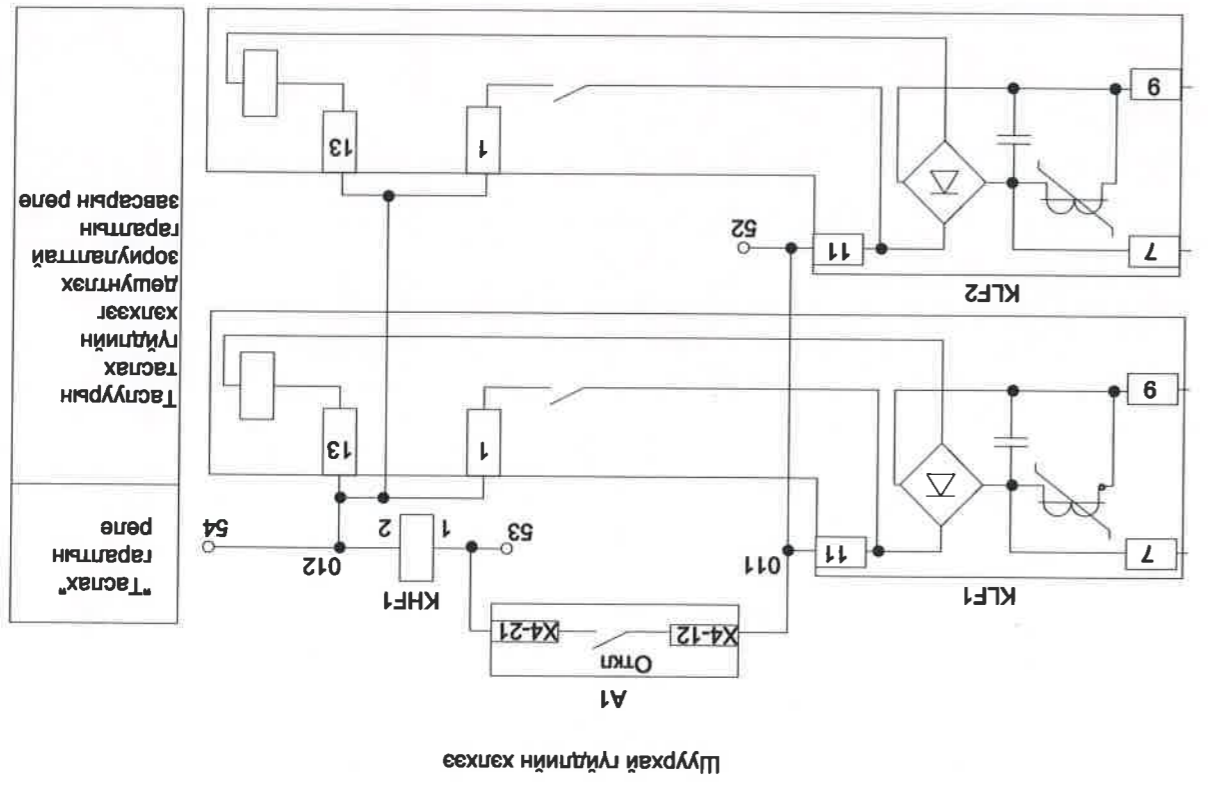 Шуурхай гүйдлийн хэлхээ
A1
Откл
X4-12
X4-21
KLF1
KHF1
7
11
011
53
1
2
012
54
9
1
13
KLF2
7
11
52
9
1
13
"Таслах"
гаралтын
реле
Таслуурын
таслах
гүйдлийн
хэлхээг
дешунтлэх
зориулалттай
гаралтын
завсарын реле